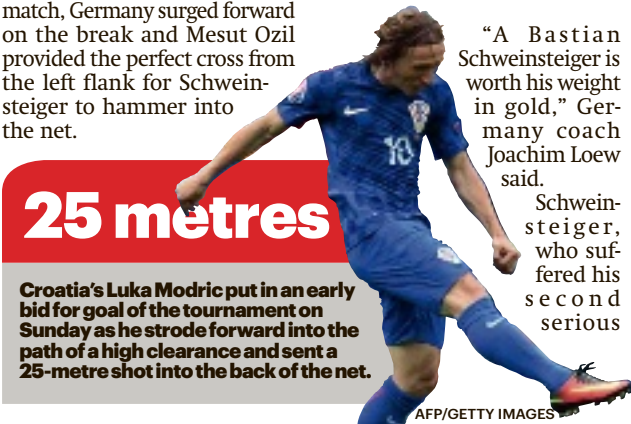 match, Germany surged forward
on the break and Mesut Ozil
provided the perfect cross from
the left flank for Schwein-
steiger to hammer into
the net.
25 metres
Croatia's Luka Modric put in an early
bid for goal of the tournament on
Sunday as he strode forward into the
path of a high clearance and sent a
25-metre shot into the back of the net.
10
"A Bastian
Schweinsteiger is
worth his weight
in gold," Ger-
many coach
Joachim Loew
said.
Schwein-
steiger,
who suf-
fered his
second
serious
AFP/GETTY IMAGES